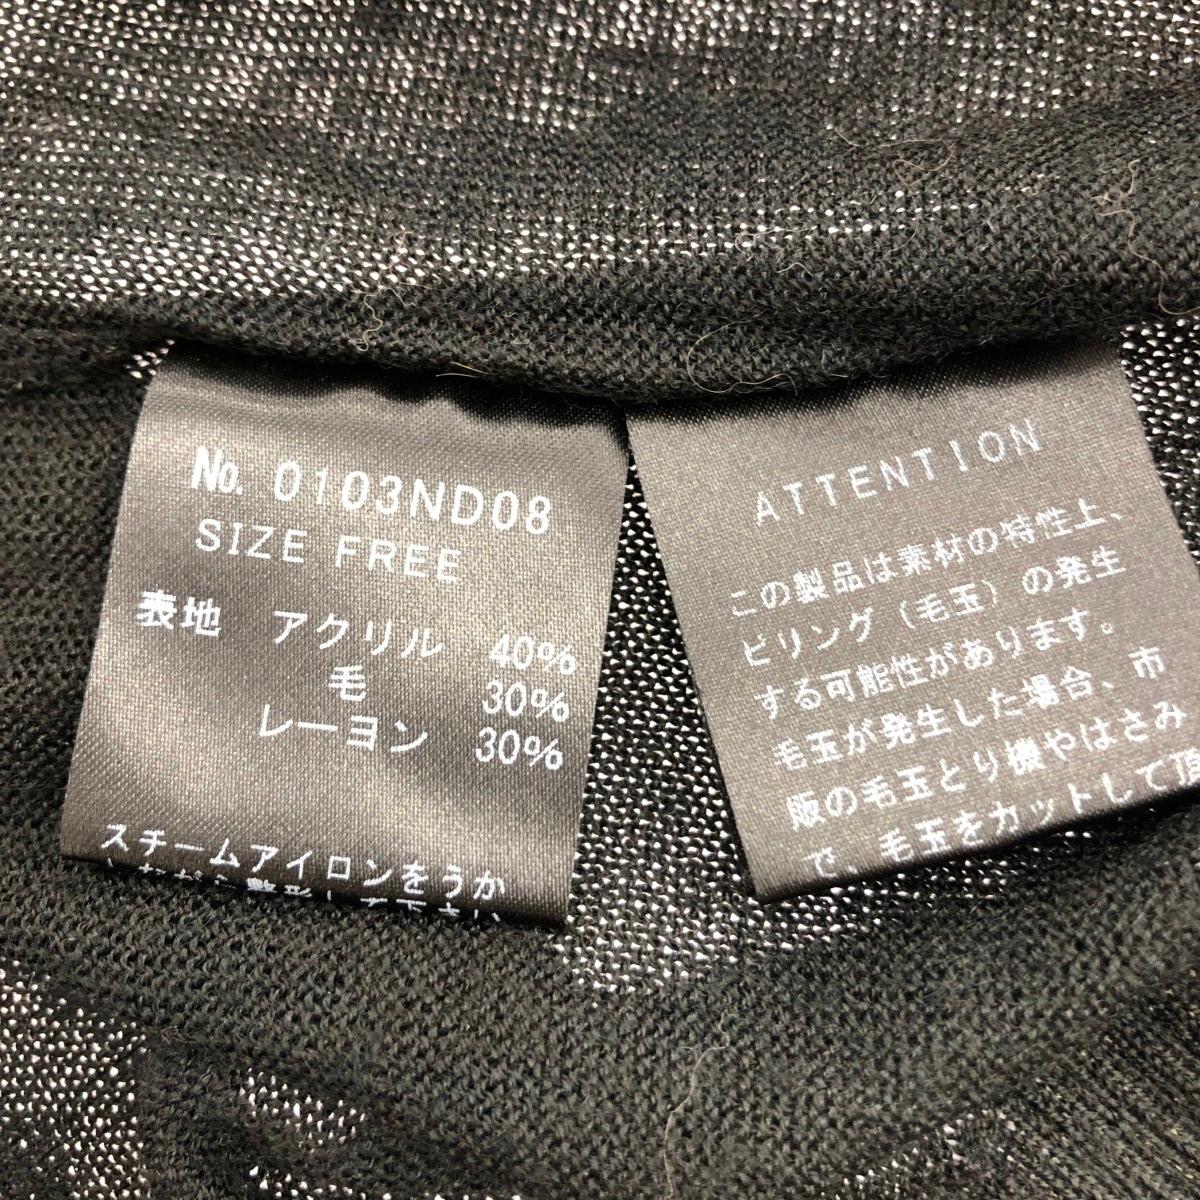 № 0103ND08
SIZE FREE
表地 アクリル 40%
毛 30%
レーヨン 30%
スチームアイロンをうか
ATTENTION
この製品は素材の特性上、
ピリング(毛玉)の発生
する可能性があります。
毛玉が発生した場合、市
販の毛玉とり機やはさみ
で、毛玉をカットして頂